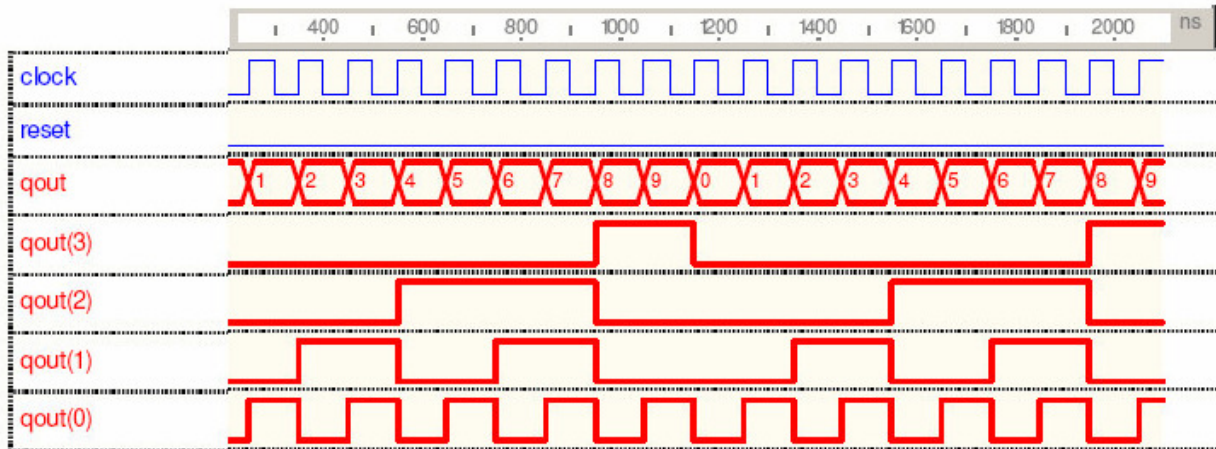 400 600 800 1000 1200 1400 1600 1800 2000 ns
clock
reset
qout 1 2 3 4 5 6 7 8 9 0 1 2 3 4 5 6 7 8 9
qout(3)
qout(2)
qout(1)
qout(0)